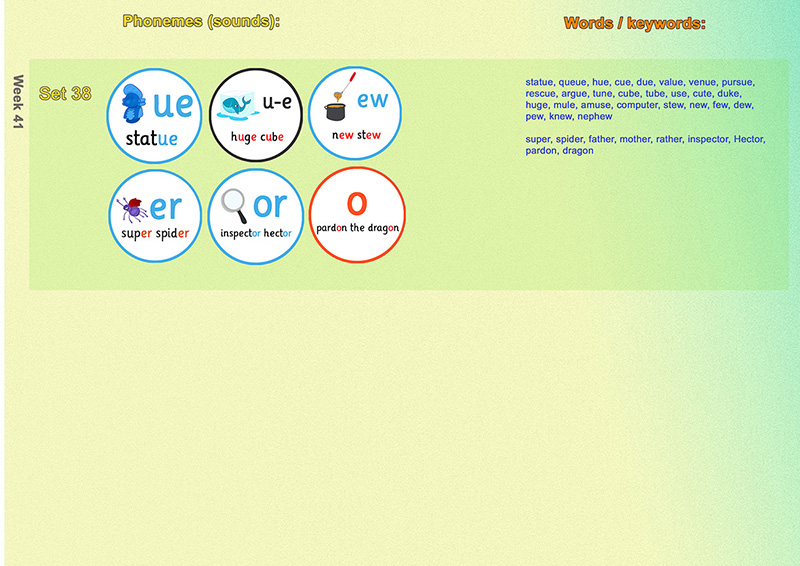 Phonemes (sounds):
Words / keywords:
Week 41
Set 38
ue
statue
u-e
huge cube
ew
new stew
er
super spider
or
inspector hector
o
pardon the dragon
statue, queue, hue, cue, due, value, venue, pursue,
rescue, argue, tune, cube, tube, use, cute, duke,
huge, mule, amuse, computer, stew, new, few, dew,
pew, knew, nephew
super, spider, father, mother, rather, inspector, Hector,
pardon, dragon